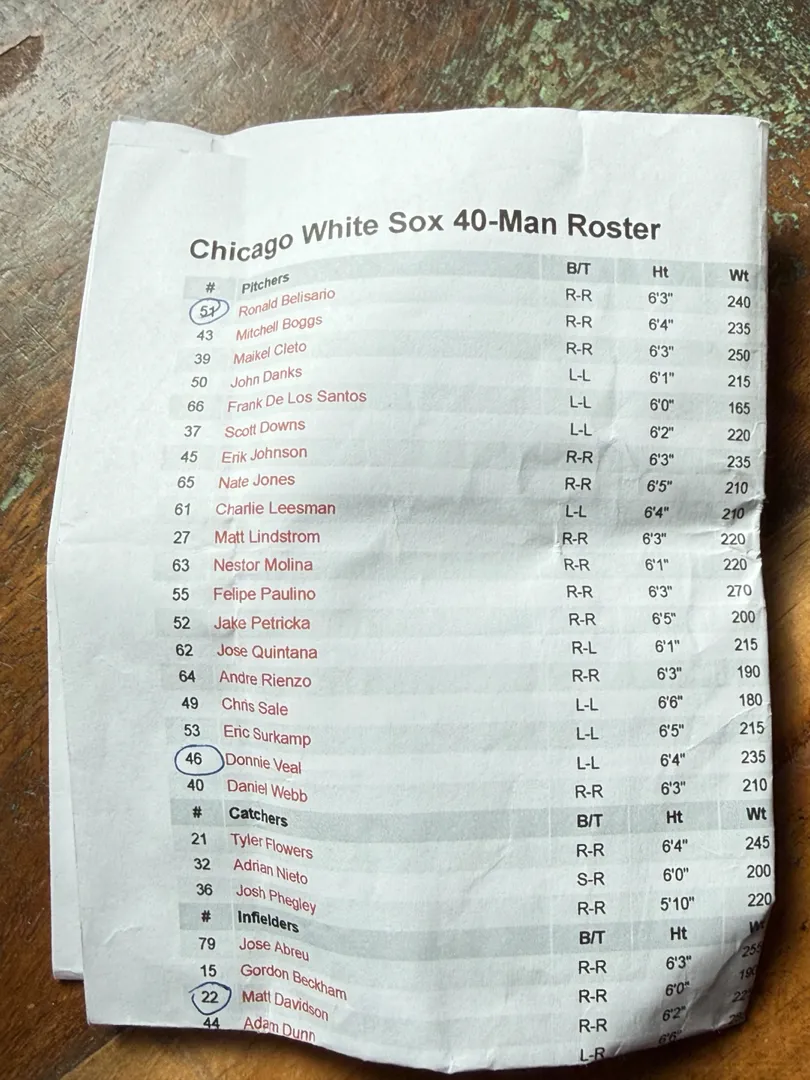 Chicago White Sox 40-Man Roster
# Pitchers B/T Ht Wt
51 Ronald Belisario R-R 6'3" 240
43 Mitchell Boggs R-R 6'4" 235
39 Maikel Cleto R-R 6'3" 250
50 John Danks L-L 6'1" 215
66 Frank De Los Santos L-L 6'0" 165
37 Scott Downs L-L 6'2" 220
45 Erik Johnson R-R 6'3" 235
65 Nate Jones R-R 6'5" 210
61 Charlie Leesman L-L 6'4" 210
27 Matt Lindstrom R-R 6'3" 220
63 Nestor Molina R-R 6'1" 220
55 Felipe Paulino R-R 6'3" 270
52 Jake Petricka R-R 6'5" 200
62 Jose Quintana R-L 6'1" 215
64 Andre Rienzo R-R 6'3" 190
49 Chris Sale L-L 6'6" 180
53 Eric Surkamp L-L 6'5" 215
46 Donnie Veal L-L 6'4" 235
40 Daniel Webb R-R 6'3" 210
# Catchers B/T Ht Wt
21 Tyler Flowers R-R 6'4" 245
32 Adrian Nieto S-R 6'0" 200
36 Josh Phegley R-R 5'10" 220
# Infielders B/T Ht Wt
79 Jose Abreu R-R 6'3" 255
15 Gordon Beckham R-R 6'0" 190
22 Matt Davidson R-R 6'2"
44 Adam Dunn L-R 6'6"